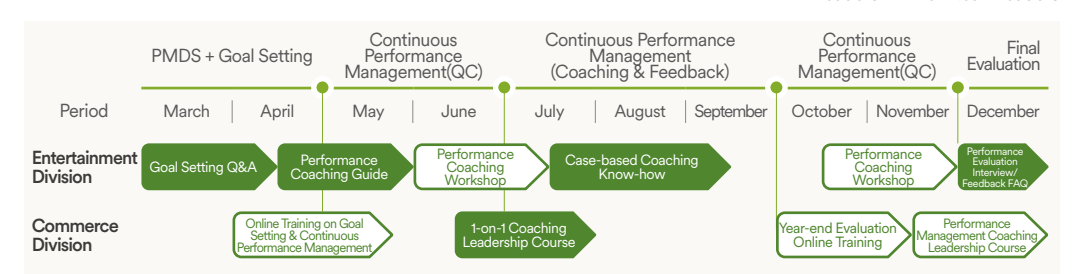 PMDS + Goal Setting
Continuous
Performance
Management(QC)
Continuous Performance
Management
(Coaching & Feedback)
Continuous
Performance
Management(QC)
Final
Evaluation
Period
March
April
May
June
July
August
September
October
November
December
Entertainment
Division
Goal Setting Q&A
Performance
Coaching Guide
Performance
Coaching
Workshop
Case-based Coaching
Know-how
Performance
Coaching
Workshop
Performance
Evaluation
Interview/
Feedback FAQ
Commerce
Division
Online Training on Goal
Setting & Continuous
Performance Management
1-on-1 Coaching
Leadership Course
Year-end Evaluation
Online Training
Performance
Management Coaching
Leadership Course